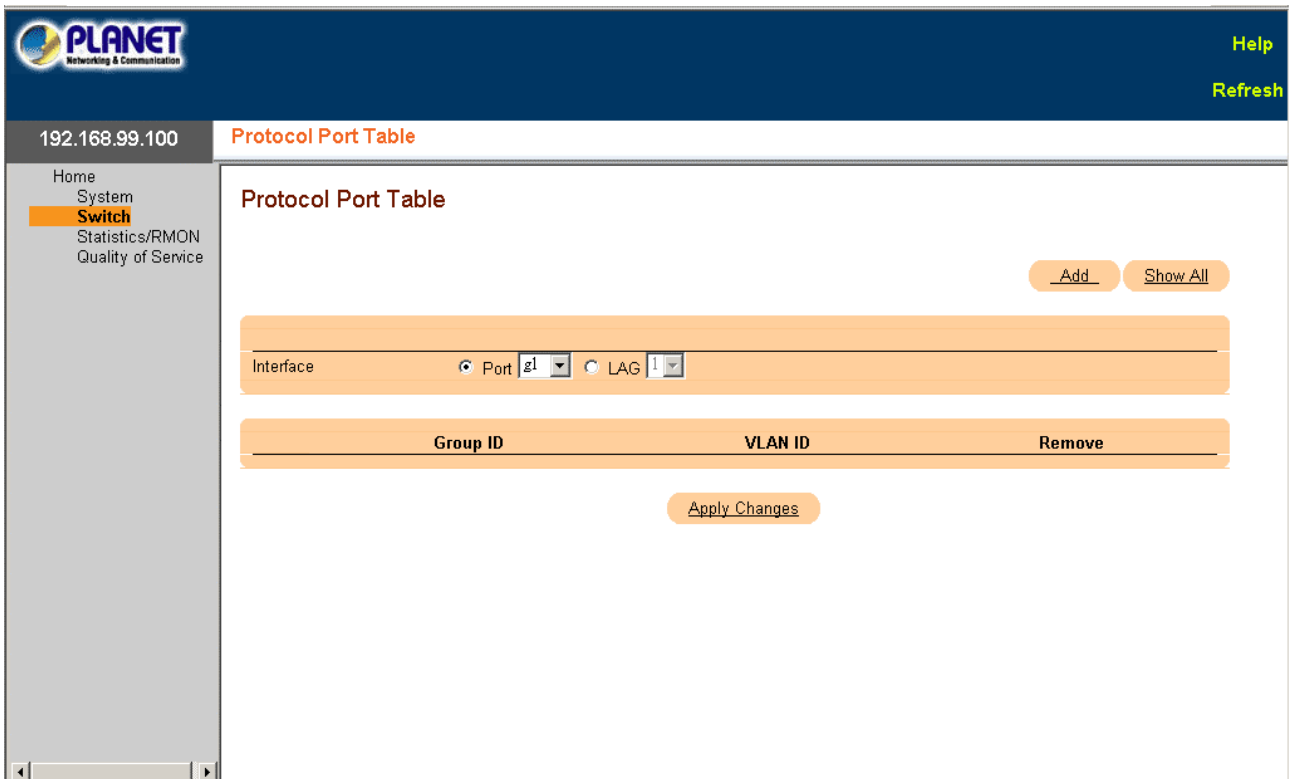 PLANET
Networking & Communication
Help
Refresh
192.168.99.100
Protocol Port Table
Home
System
Switch
Statistics/RMON
Quality of Service
Protocol Port Table
Add Show All
Interface Port g1 LAG 1
Group ID VLAN ID Remove
Apply Changes